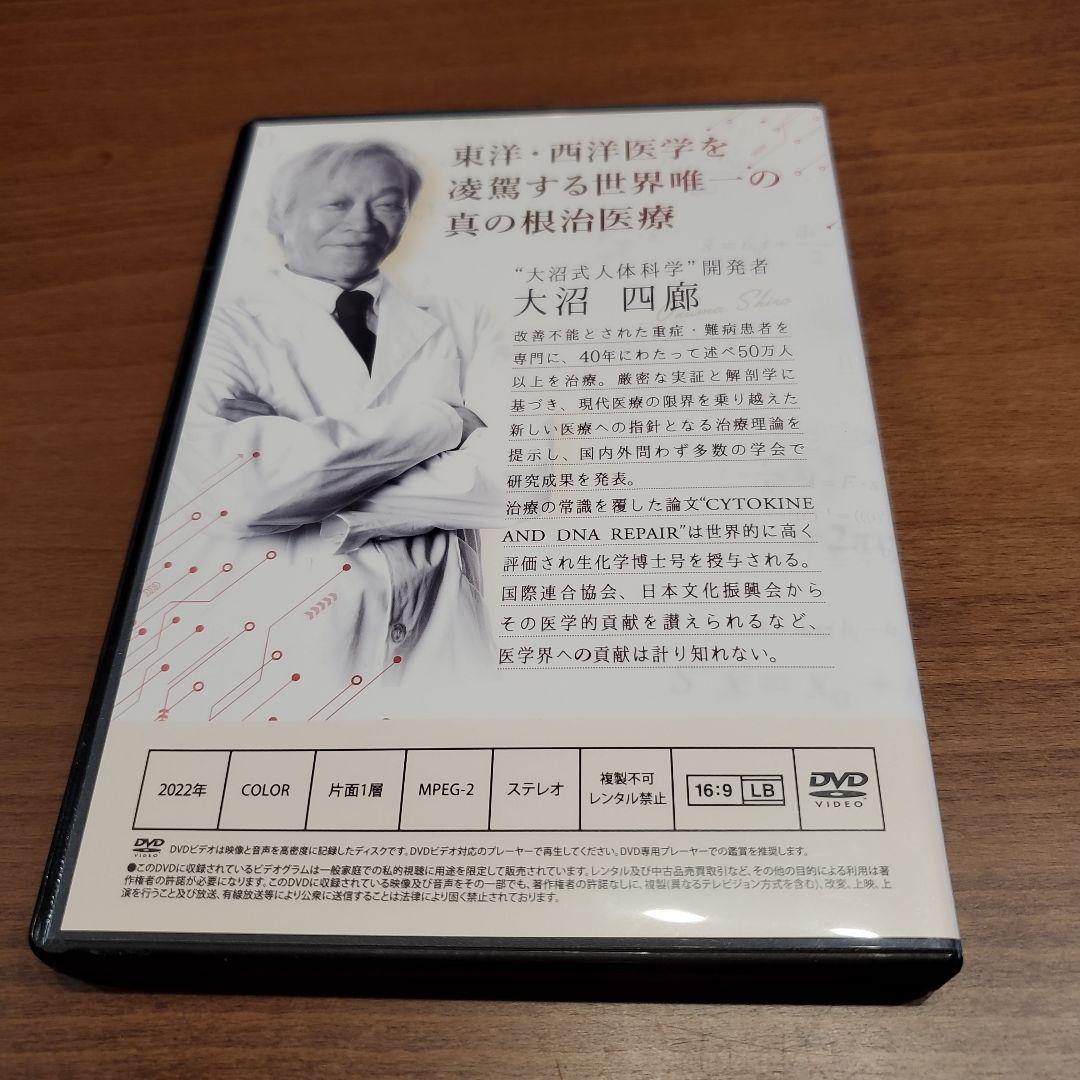 東洋・西洋医学を
凌駕する世界唯一の
真の根治医療
“大沼式人体科学”開発者
大沼 四廊
Onuma Shiro
改善不能とされた重症・難病患者を
専門に、40年にわたって述べ50万人
以上を治療。厳密な実証と解剖学に
基づき、現代医療の限界を乗り越えた
新しい医療への指針となる治療理論を
提示し、国内外問わず多数の学会で
研究成果を発表。
治療の常識を覆した論文“CYTOKINE
AND DNA REPAIR”は世界的に高く
評価され生化学博士号を授与される。
国際連合協会、日本文化振興会から
その医学的貢献を讃えられるなど、
医学界への貢献は計り知れない。
2022年 COLOR 片面1層 MPEG-2 ステレオ 複製不可 レンタル禁止 16:9 LB DVD VIDEO
DVD VIDEO DVDビデオは映像と音声を高密度に記録したディスクです。DVDビデオ対応のプレーヤーで再生してください。DVD専用プレーヤーでの鑑賞を推奨します。
●このDVDに収録されているビデオグラムは一般家庭での私的視聴に用途を限定して販売されています。レンタル及び中古品売買取引など、その他の目的による利用は著
作権者の許諾が必要になります。このDVDに収録されている映像及び音声をその一部でも、著作権者の許諾なしに、複製(異なるテレビジョン方式を含む)、改変、上映、上
演を行うこと及び放送、有線放送等により公衆に送信することは法律により固く禁止されております。